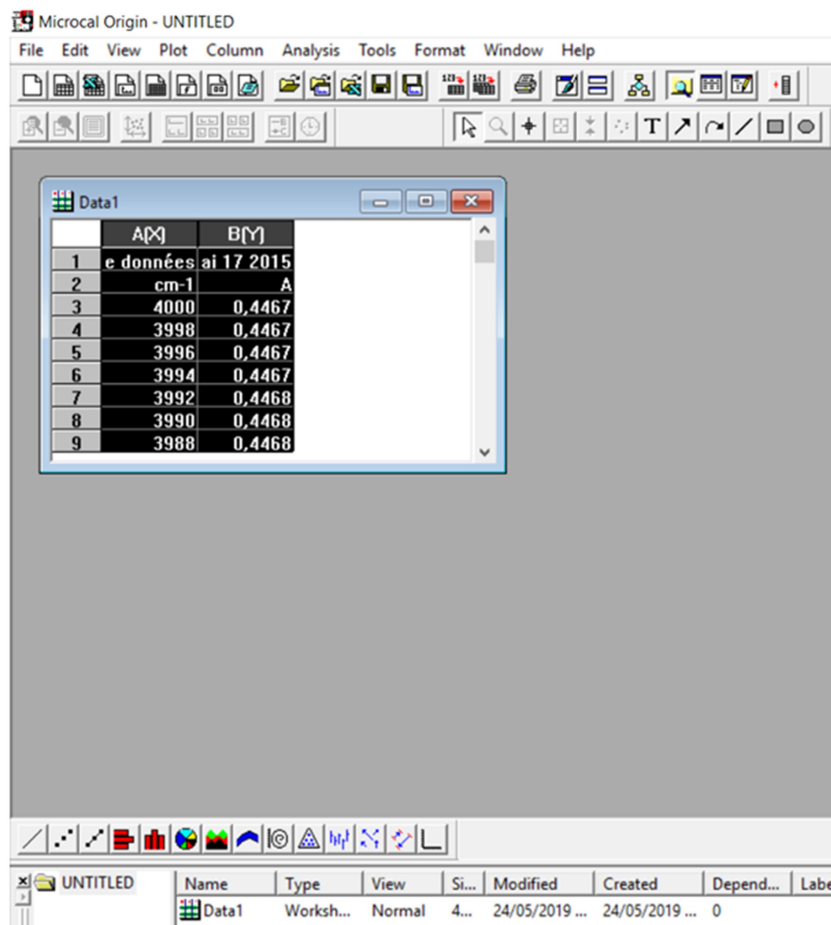 Microcal Origin - UNTITLED
File Edit View Plot Column Analysis Tools Format Window Help
T
Data1
A(X) B(Y)
1 e données ai 17 2015
2 cm-1 A
3 4000 0,4467
4 3998 0,4467
5 3996 0,4467
6 3994 0,4467
7 3992 0,4468
8 3990 0,4468
9 3988 0,4468
UNTITLED Name Type View Si... Modified Created Depend... Labe
Data1 Worksh... Normal 4... 24/05/2019 ... 24/05/2019 ... 0